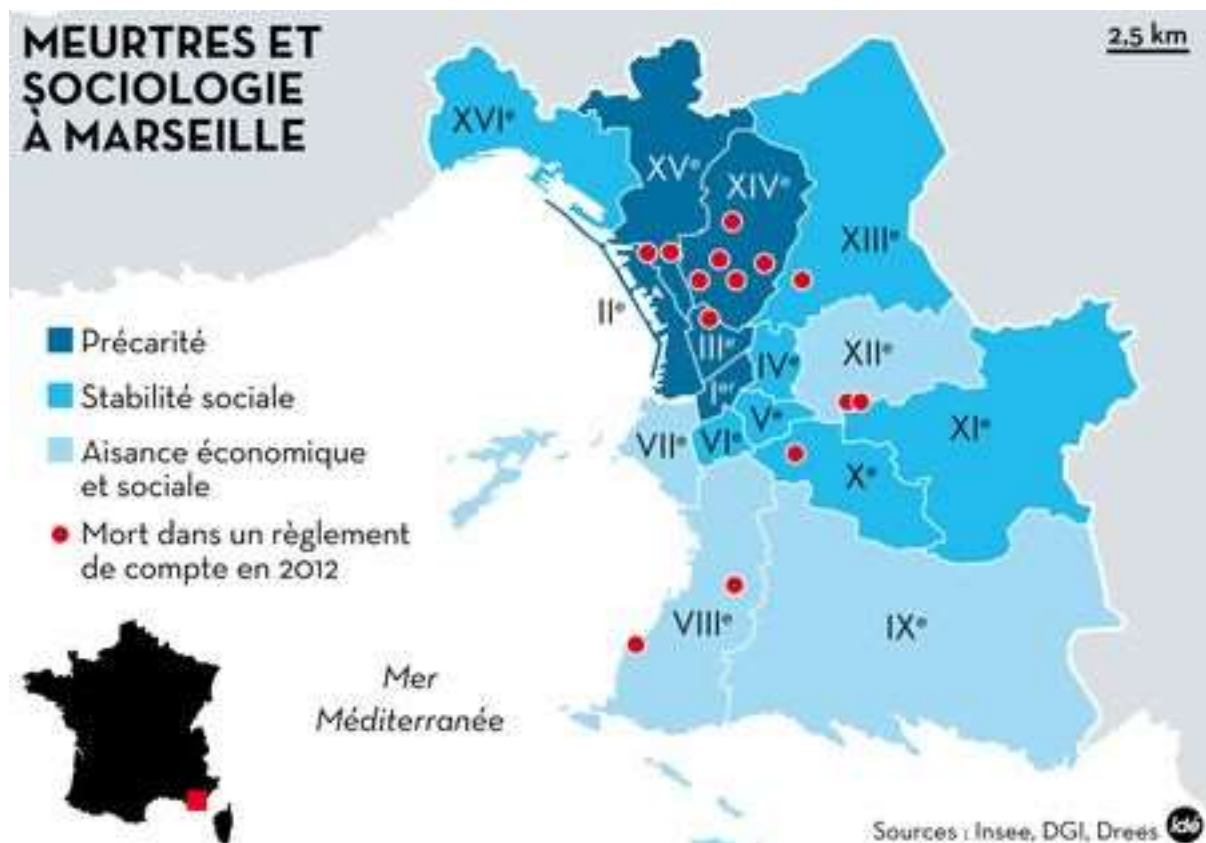 MEURTRES ET
SOCIOLOGIE
À MARSEILLE
2,5 km
XVIᵉ
XVᵉ
XIVᵉ
XIIIᵉ
IIᵉ
IIIᵉ
Iᵉʳ
IVᵉ
XIIᵉ
Vᵉ
VIᵉ
VIIᵉ
XIᵉ
Xᵉ
VIIIᵉ
IXᵉ
Précarité
Stabilité sociale
Aisance économique
et sociale
Mort dans un règlement
de compte en 2012
Mer
Méditerranée
Sources : Insee, DGI, Drees
idé